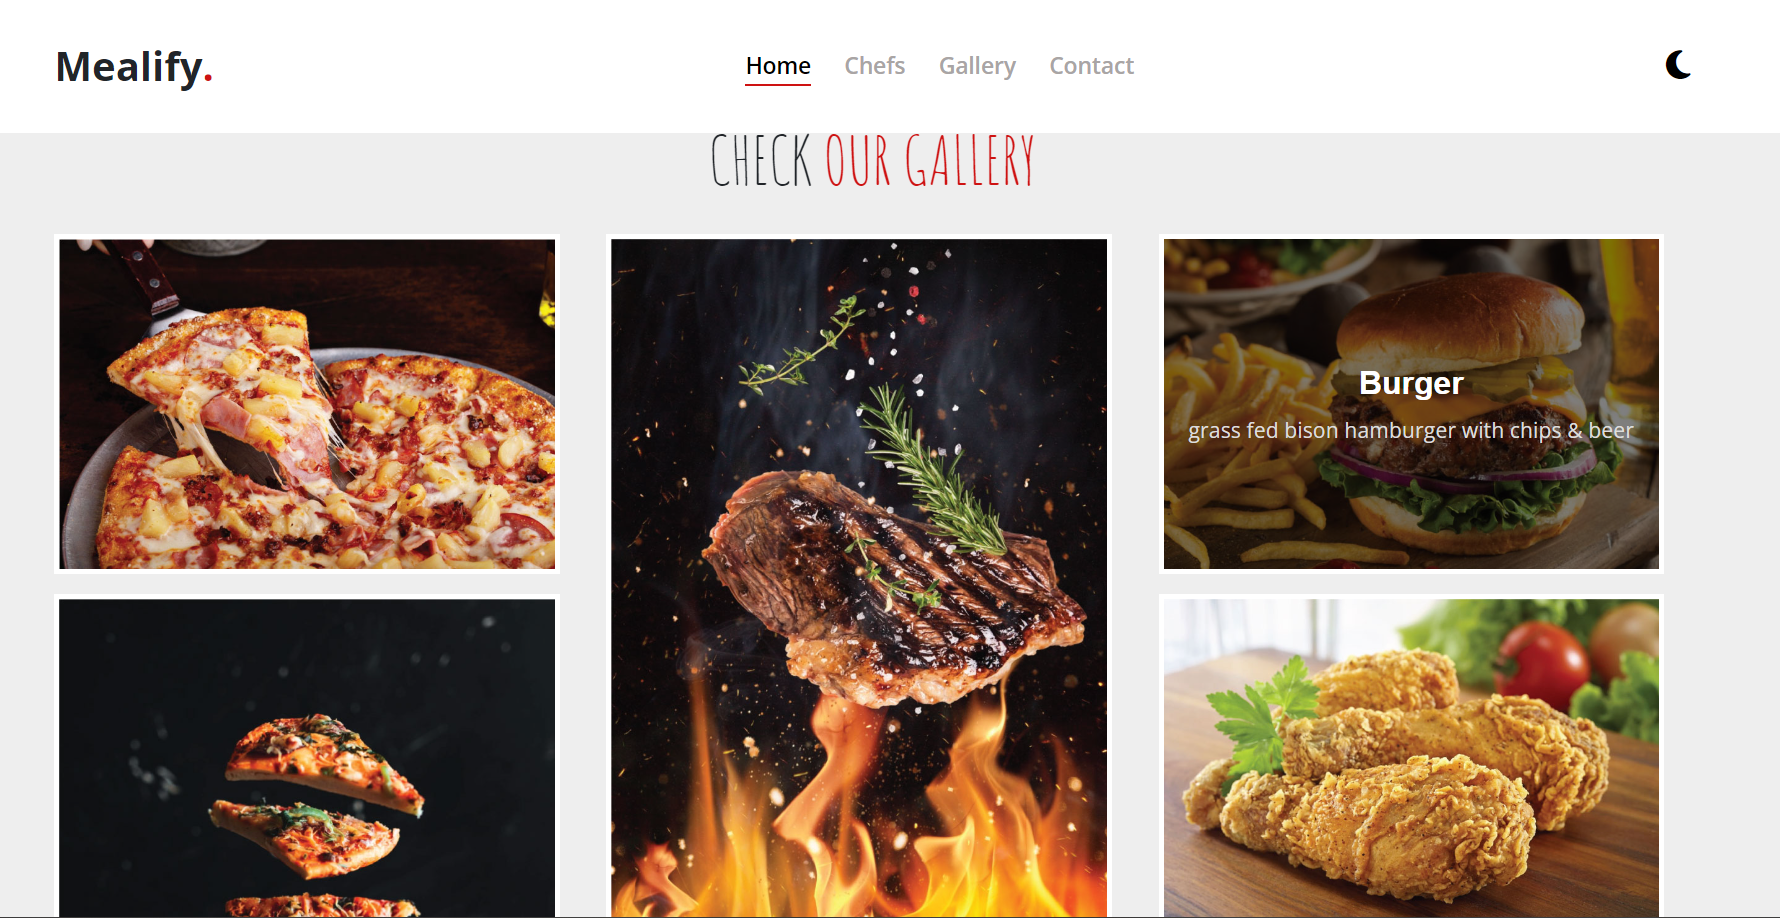 Mealify.
Home Chefs Gallery Contact
CHECK OUR GALLERY
Burger
grass fed bison hamburger with chips & beer